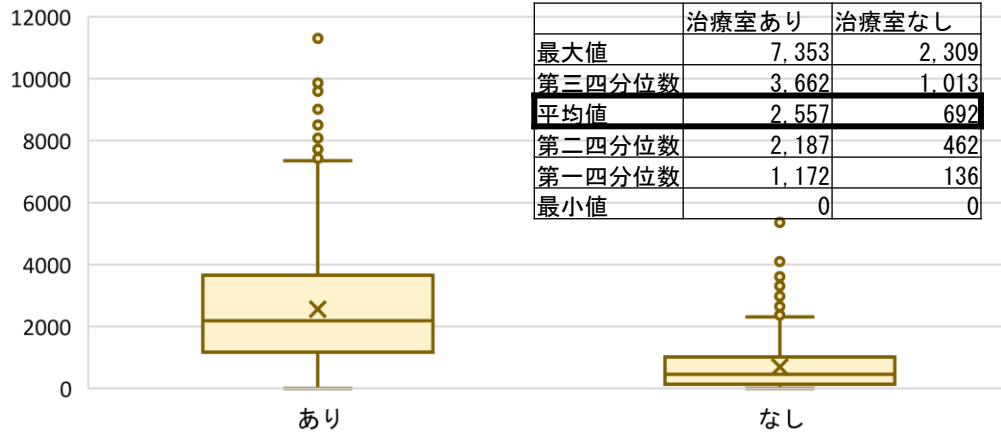 12000
10000
8000
6000
4000
2000
0
治療室あり 治療室なし
最大値 7,353 2,309
第三四分位数 3,662 1,013
平均値 2,557 692
第二四分位数 2,187 462
第一四分位数 1,172 136
最小値 0 0
あり なし